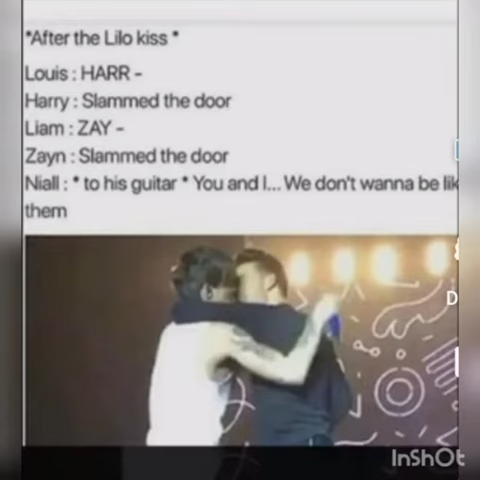 *After the Lilo kiss *
Louis : HARR -
Harry : Slammed the door
Liam : ZAY -
Zayn : Slammed the door
Niall : * to his guitar * You and I... We don't wanna be lik
them
D
InShOt